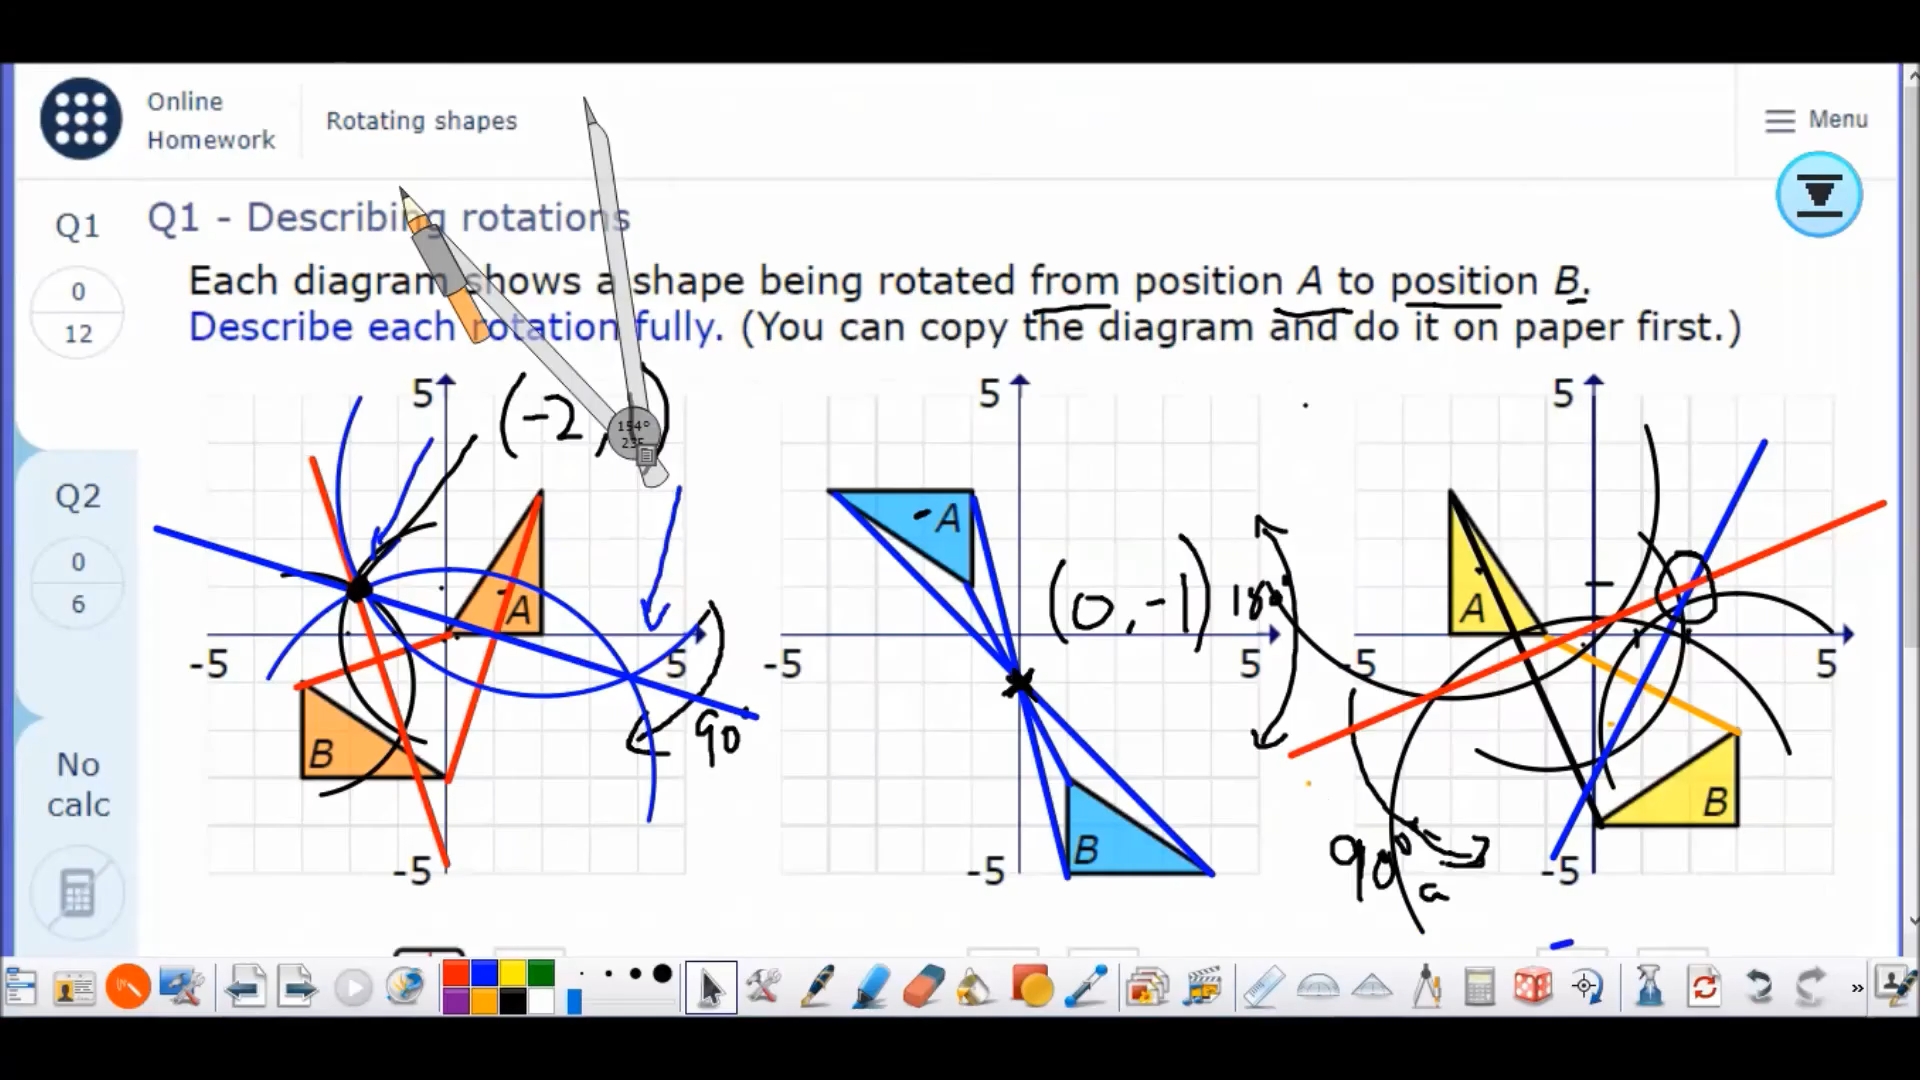 Online
Homework
Rotating shapes
Menu
Q1
0
12
Q2
0
6
No
calc
Q1 - Describing rotations
Each diagram shows a shape being rotated from position A to position B.
Describe each rotation fully. (You can copy the diagram and do it on paper first.)
5
(-2, )
154°
A
-5
5
B
90
-5
5
A
(0, -1)
180°
-5
5
B
-5
5
A
5
5
B
90°
a
-5